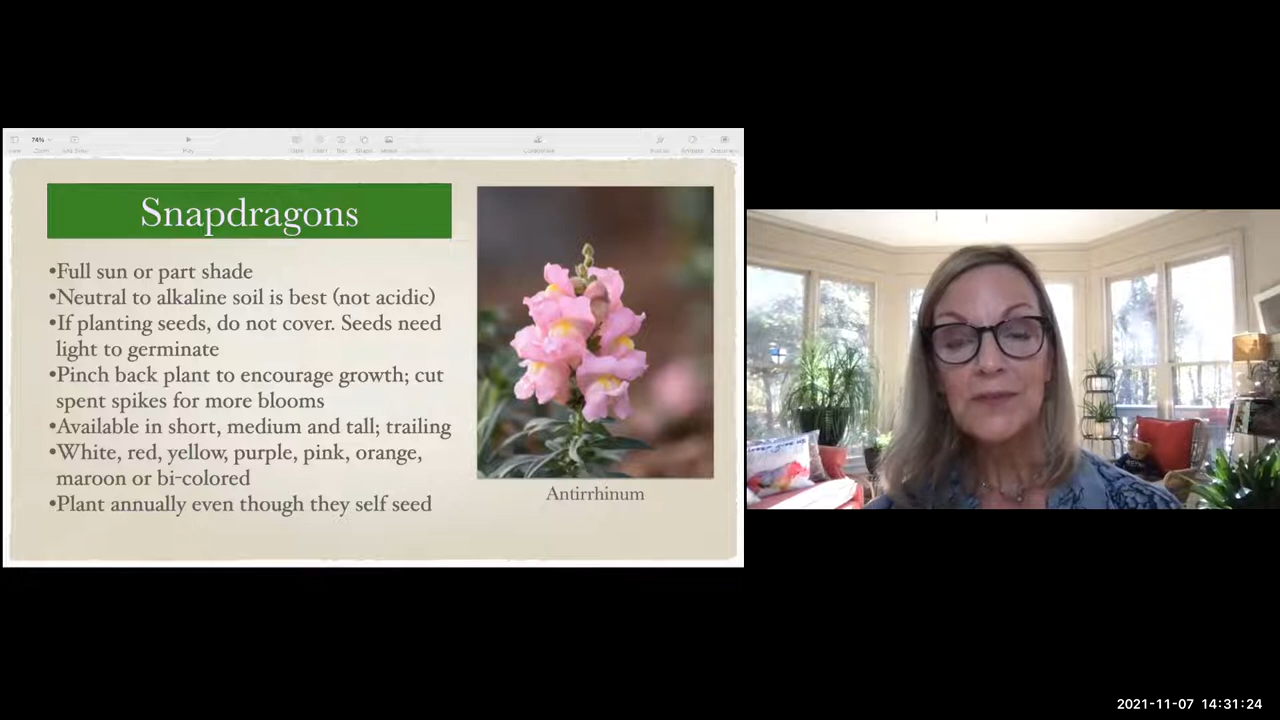 74%
Snapdragons
•Full sun or part shade
•Neutral to alkaline soil is best (not acidic)
•If planting seeds, do not cover. Seeds need
light to germinate
•Pinch back plant to encourage growth; cut
spent spikes for more blooms
•Available in short, medium and tall; trailing
•White, red, yellow, purple, pink, orange,
maroon or bi-colored
•Plant annually even though they self seed
Antirrhinum
2021-11-07 14:31:24